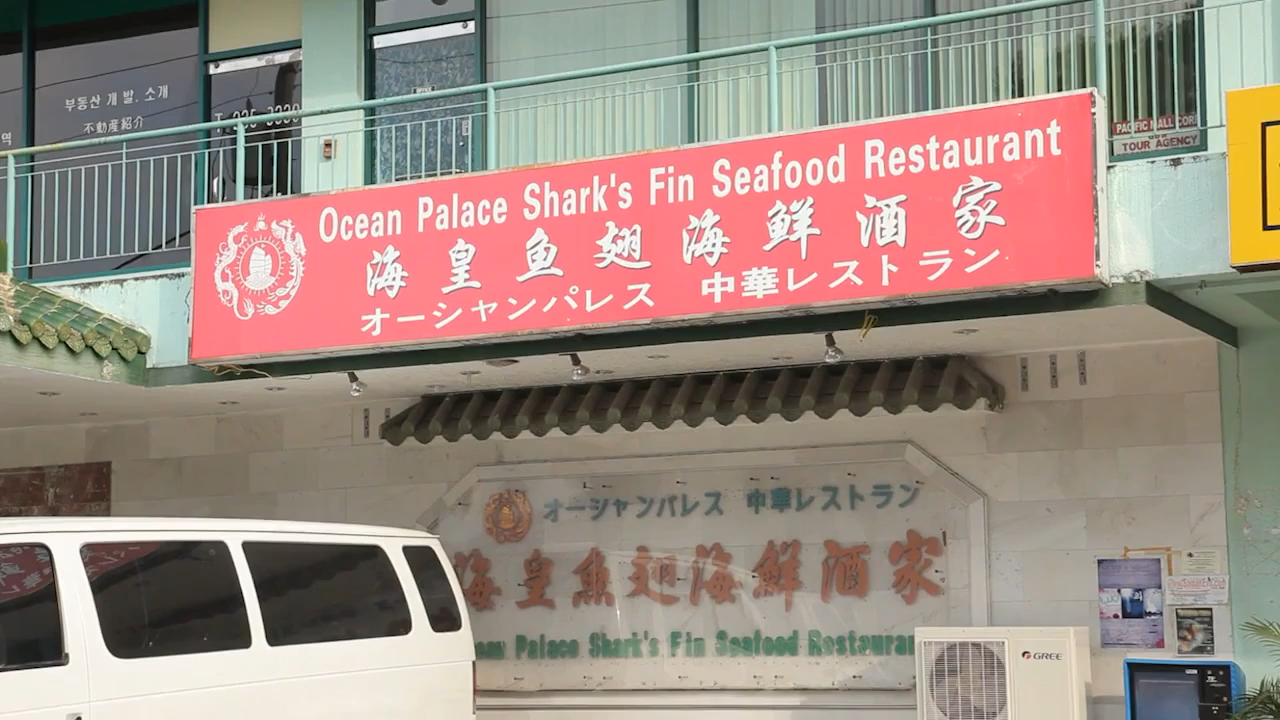 부동산 개발. 소개
不動産紹介
역
PACIFIC MALL CORP
TOUR AGENCY
Ocean Palace Shark's Fin Seafood Restaurant
海皇魚翅海鮮酒家
オーシャンパレス 中華レストラン
オーシャンパレス 中華レストラン
海皇魚翅海鮮酒家
Palace Shark's Fin Seafood Restaurant
GREE